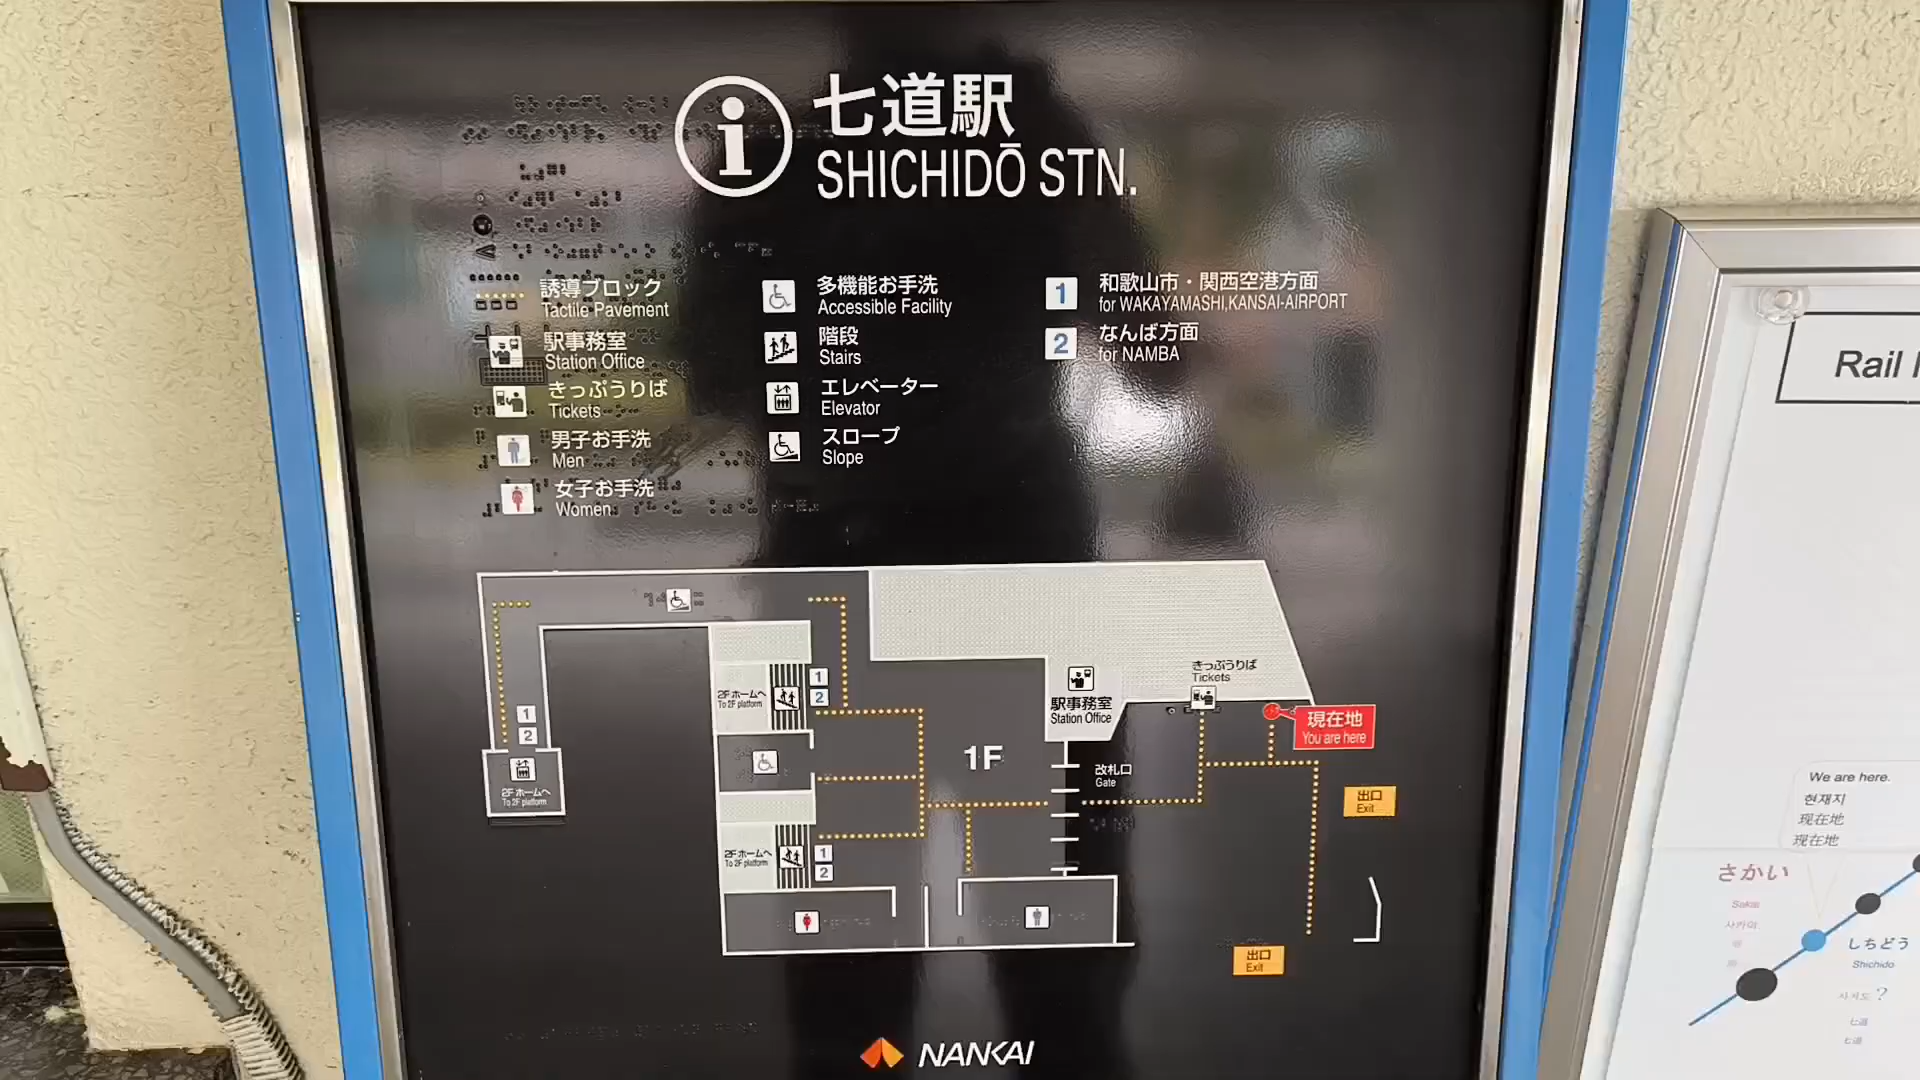 七道駅
SHICHIDŌ STN.
誘導ブロック
Tactile Pavement
駅事務室
Station Office
きっぷうりば
Tickets
男子お手洗
Men
女子お手洗
Women
多機能お手洗
Accessible Facility
階段
Stairs
エレベーター
Elevator
スロープ
Slope
1 和歌山市・関西空港方面
for WAKAYAMASHI,KANSAI-AIRPORT
2 なんば方面
for NAMBA
きっぷうりば
Tickets
駅事務室
Station Office
現在地
You are here
2Fホームへ
To 2F platform
1
2
1
2
1F
改札口
Gate
出口
Exit
2Fホームへ
To 2F platform
2Fホームへ
To 2F platform
1
2
出口
Exit
NANKAI
Rail
We are here.
현재지
現在地
現在地
さかい
Sakai
사카이
しちどう
Shichido
?
七道
七道